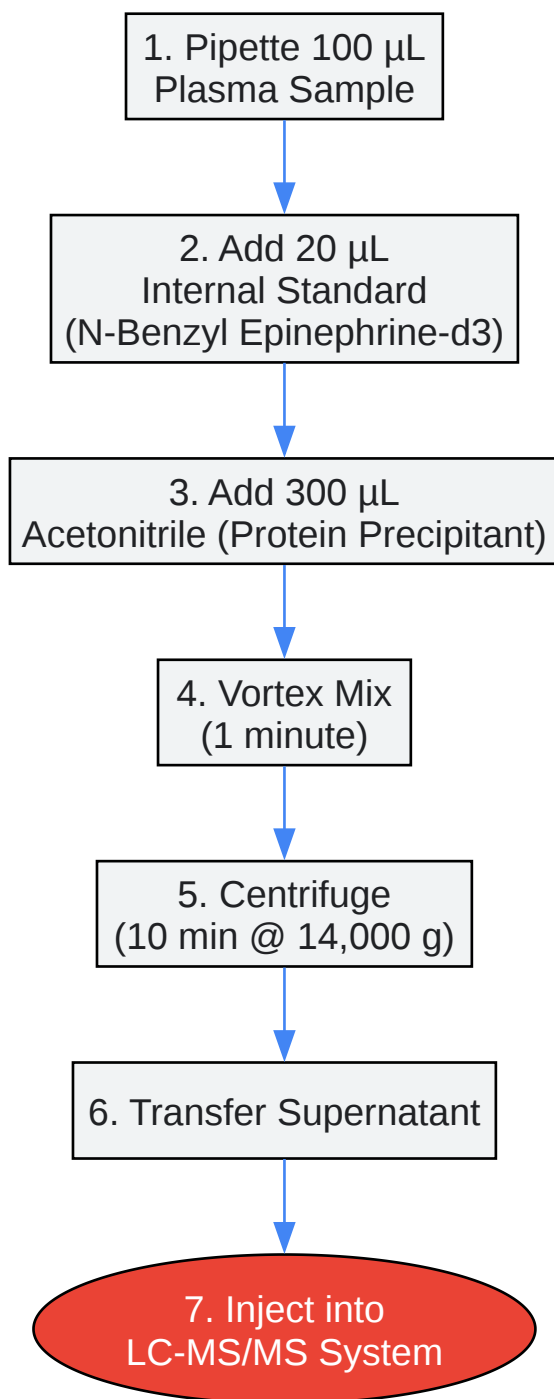 1. Pipette 100 µL
Plasma Sample
2. Add 20 µL
Internal Standard
(N-Benzyl Epinephrine-d3)
3. Add 300 µL
Acetonitrile (Protein Precipitant)
4. Vortex Mix
(1 minute)
5. Centrifuge
(10 min @ 14,000 g)
6. Transfer Supernatant
7. Inject into
LC-MS/MS System